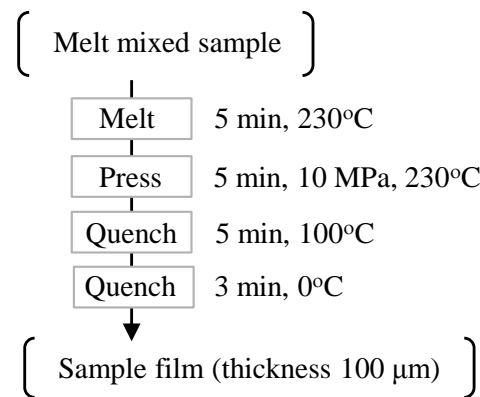 Melt mixed sample
Melt 5 min, 230°C
Press 5 min, 10 MPa, 230°C
Quench 5 min, 100°C
Quench 3 min, 0°C
Sample film (thickness 100 μm)